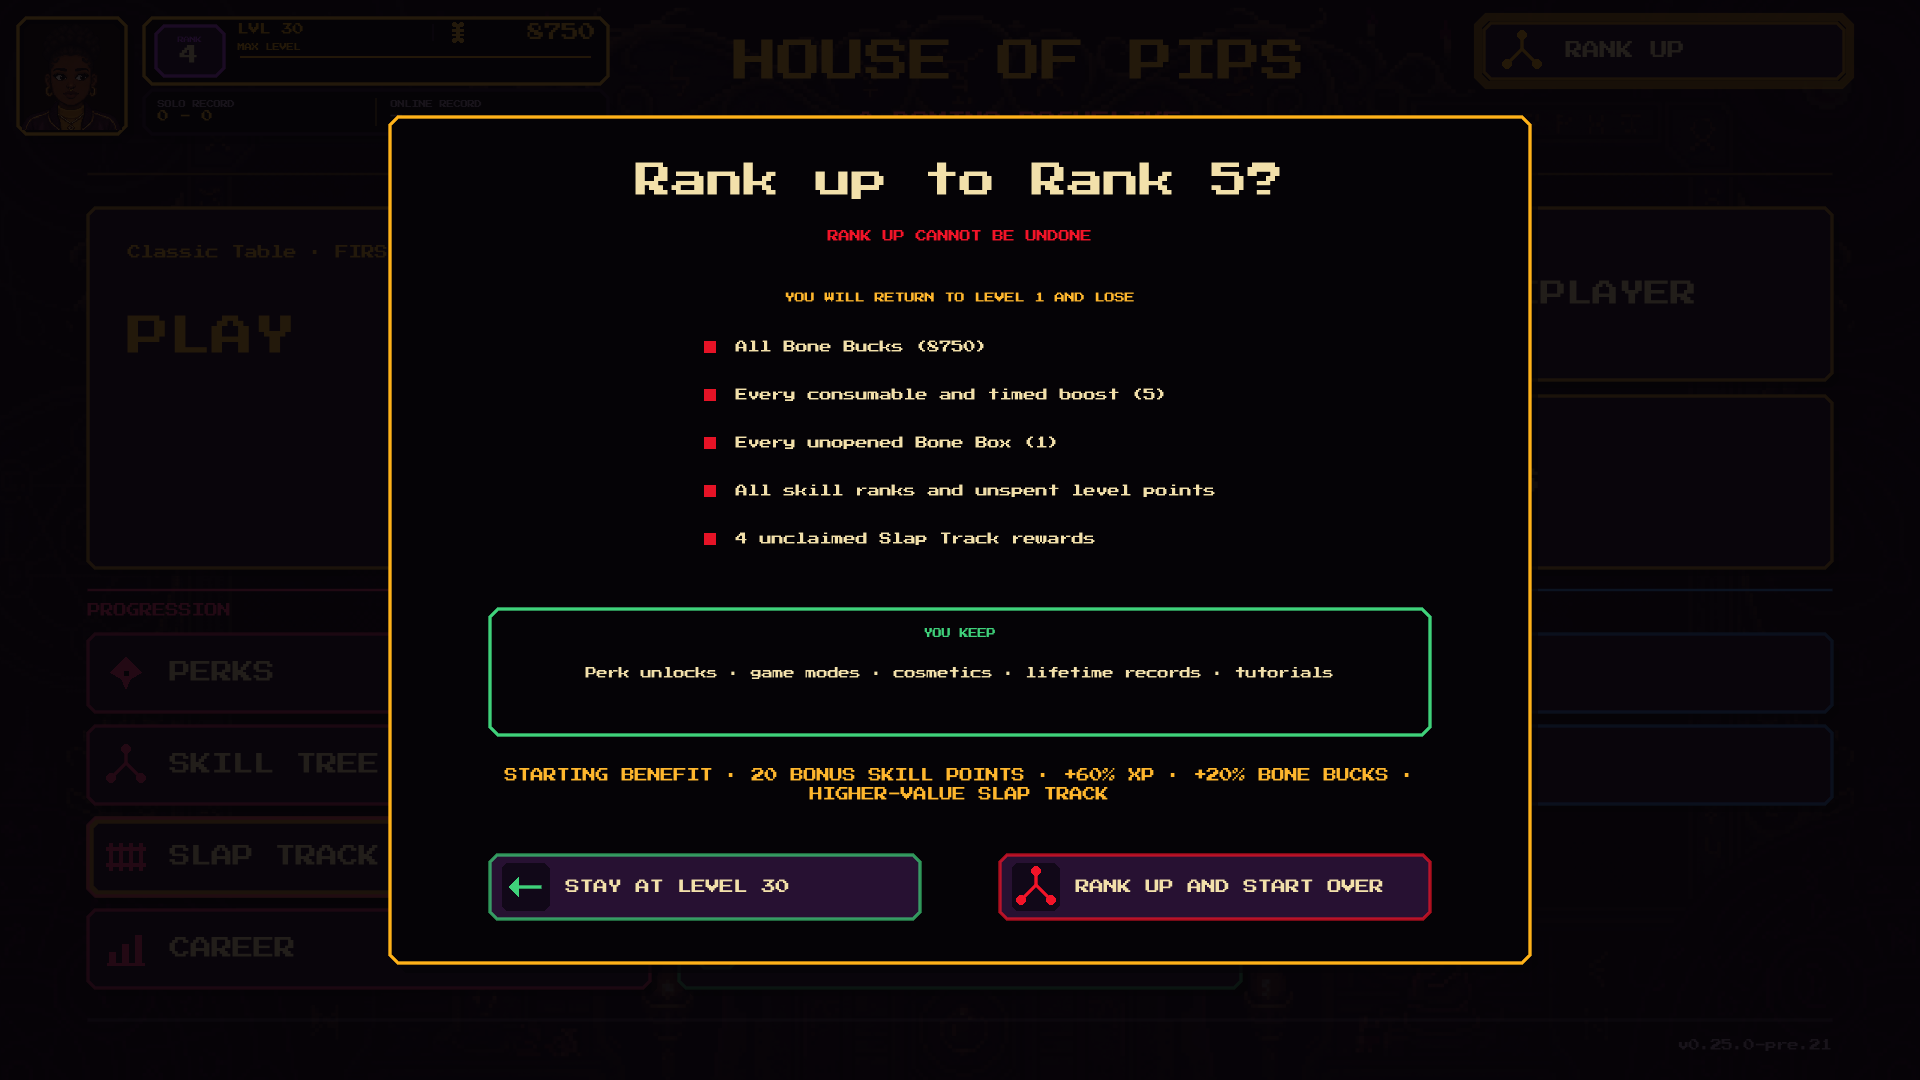 RANK
4
LVL 30
MAX LEVEL
8750
HOUSE OF PIPS
RANK UP
SOLO RECORD
0 - 0
ONLINE RECORD
Rank up to Rank 5?
RANK UP CANNOT BE UNDONE
YOU WILL RETURN TO LEVEL 1 AND LOSE
All Bone Bucks (8750)
Every consumable and timed boost (5)
Every unopened Bone Box (1)
All skill ranks and unspent level points
4 unclaimed Slap Track rewards
YOU KEEP
Perk unlocks · game modes · cosmetics · lifetime records · tutorials
STARTING BENEFIT · 20 BONUS SKILL POINTS · +60% XP · +20% BONE BUCKS ·
HIGHER-VALUE SLAP TRACK
STAY AT LEVEL 30
RANK UP AND START OVER
Classic Table · FIRS
PLAY
PLAYER
PROGRESSION
PERKS
SKILL TREE
SLAP TRACK
CAREER
v0.25.0-pre.21